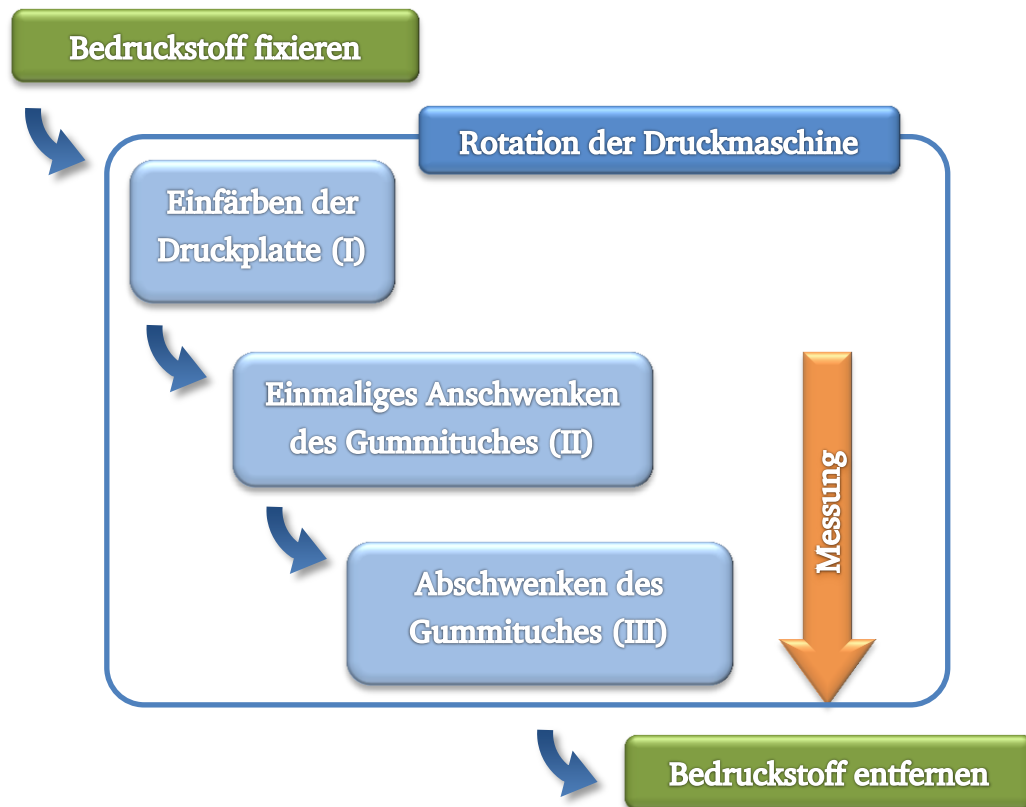 Bedruckstoff fixieren
Rotation der Druckmaschine
Einfärben der
Druckplatte (I)
Einmaliges Anschwenken
des Gummituches (II)
Messung
Abschwenken des
Gummituches (III)
Bedruckstoff entfernen